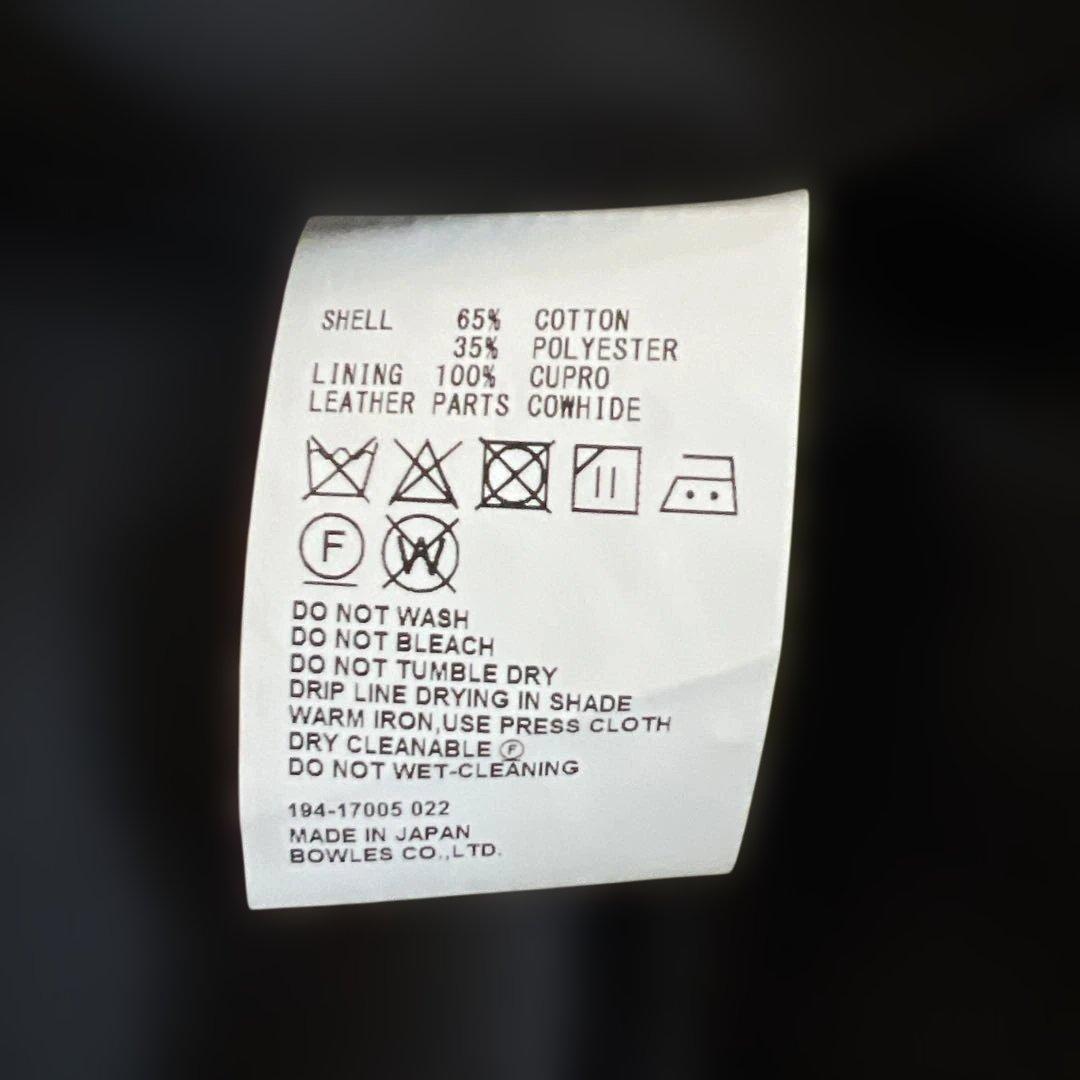 SHELL 65% COTTON
35% POLYESTER
LINING 100% CUPRO
LEATHER PARTS COWHIDE
F W
DO NOT WASH
DO NOT BLEACH
DO NOT TUMBLE DRY
DRIP LINE DRYING IN SHADE
WARM IRON,USE PRESS CLOTH
DRY CLEANABLE Ⓕ
DO NOT WET-CLEANING
194-17005 022
MADE IN JAPAN
BOWLES CO.,LTD.